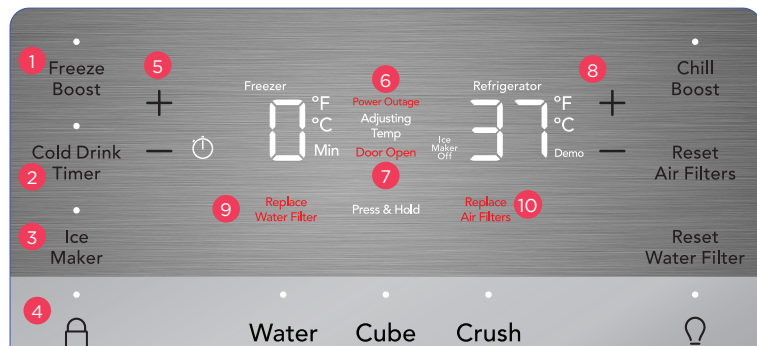 1
Freeze
Boost
5
+
−
Cold Drink
2
Timer
3
Ice
Maker
4
Freezer
0
°F
°C
Min
6
Power Outage
Adjusting
Temp
Door Open
7
Refrigerator
Ice
Maker
Off
37
°F
°C
Demo
8
+
−
Chill
Boost
Reset
Air Filters
Reset
Water Filter
9
Replace
Water Filter
Press & Hold
Replace
Air Filters
10
Water Cube Crush